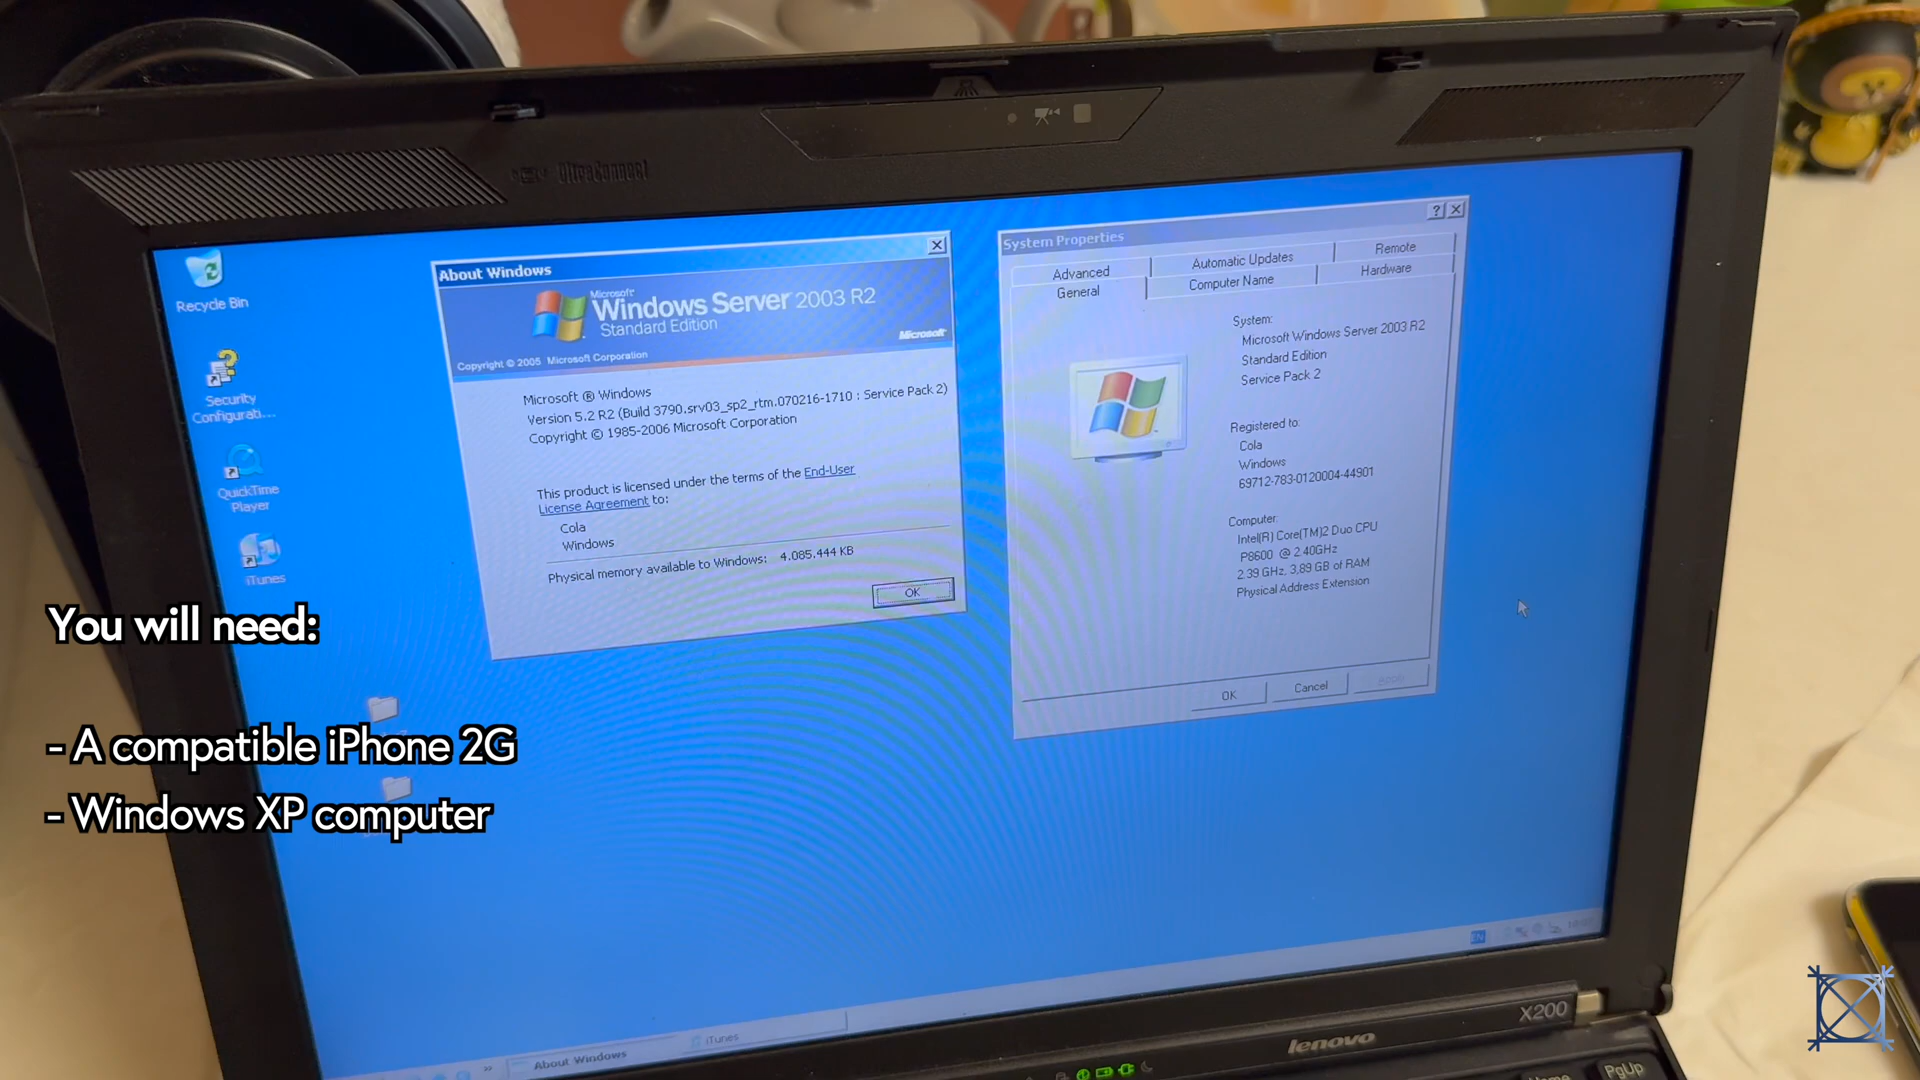 UltraConnect
Recycle Bin
Security
Configurati...
QuickTime
Player
iTunes
About Windows
Microsoft
Windows Server 2003 R2
Standard Edition
Microsoft
Copyright © 2005 Microsoft Corporation
Microsoft ® Windows
Version 5.2 R2 (Build 3790.srv03_sp2_rtm.070216-1710 : Service Pack 2)
Copyright © 1985-2006 Microsoft Corporation
This product is licensed under the terms of the End-User
License Agreement to:
Cola
Windows
Physical memory available to Windows: 4.085.444 KB
OK
System Properties
Advanced
Automatic Updates
Remote
General
Computer Name
Hardware
System:
Microsoft Windows Server 2003 R2
Standard Edition
Service Pack 2
Registered to:
Cola
Windows
69712-783-0120004-44901
Computer:
Intel(R) Core(TM)2 Duo CPU
P8600 @ 2.40GHz
2.39 GHz, 3,89 GB of RAM
Physical Address Extension
OK
Cancel
Apply
You will need:
- A compatible iPhone 2G
- Windows XP computer
EN
About Windows
iTunes
X200
lenovo
Home
PgUp